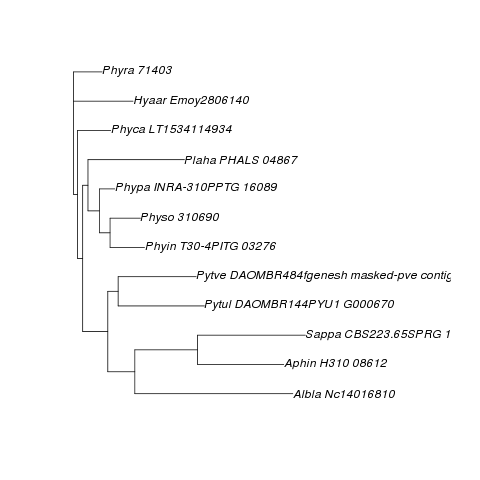 Phyra 71403
Hyaar Emoy2806140
Phyca LT1534114934
Plaha PHALS 04867
Phypa INRA-310PPTG 16089
Physo 310690
Phyin T30-4PITG 03276
Pytve DAOMBR484fgenesh masked-pve contig
Pytul DAOMBR144PYU1 G000670
Sappa CBS223.65SPRG 1
Aphin H310 08612
Albla Nc14016810